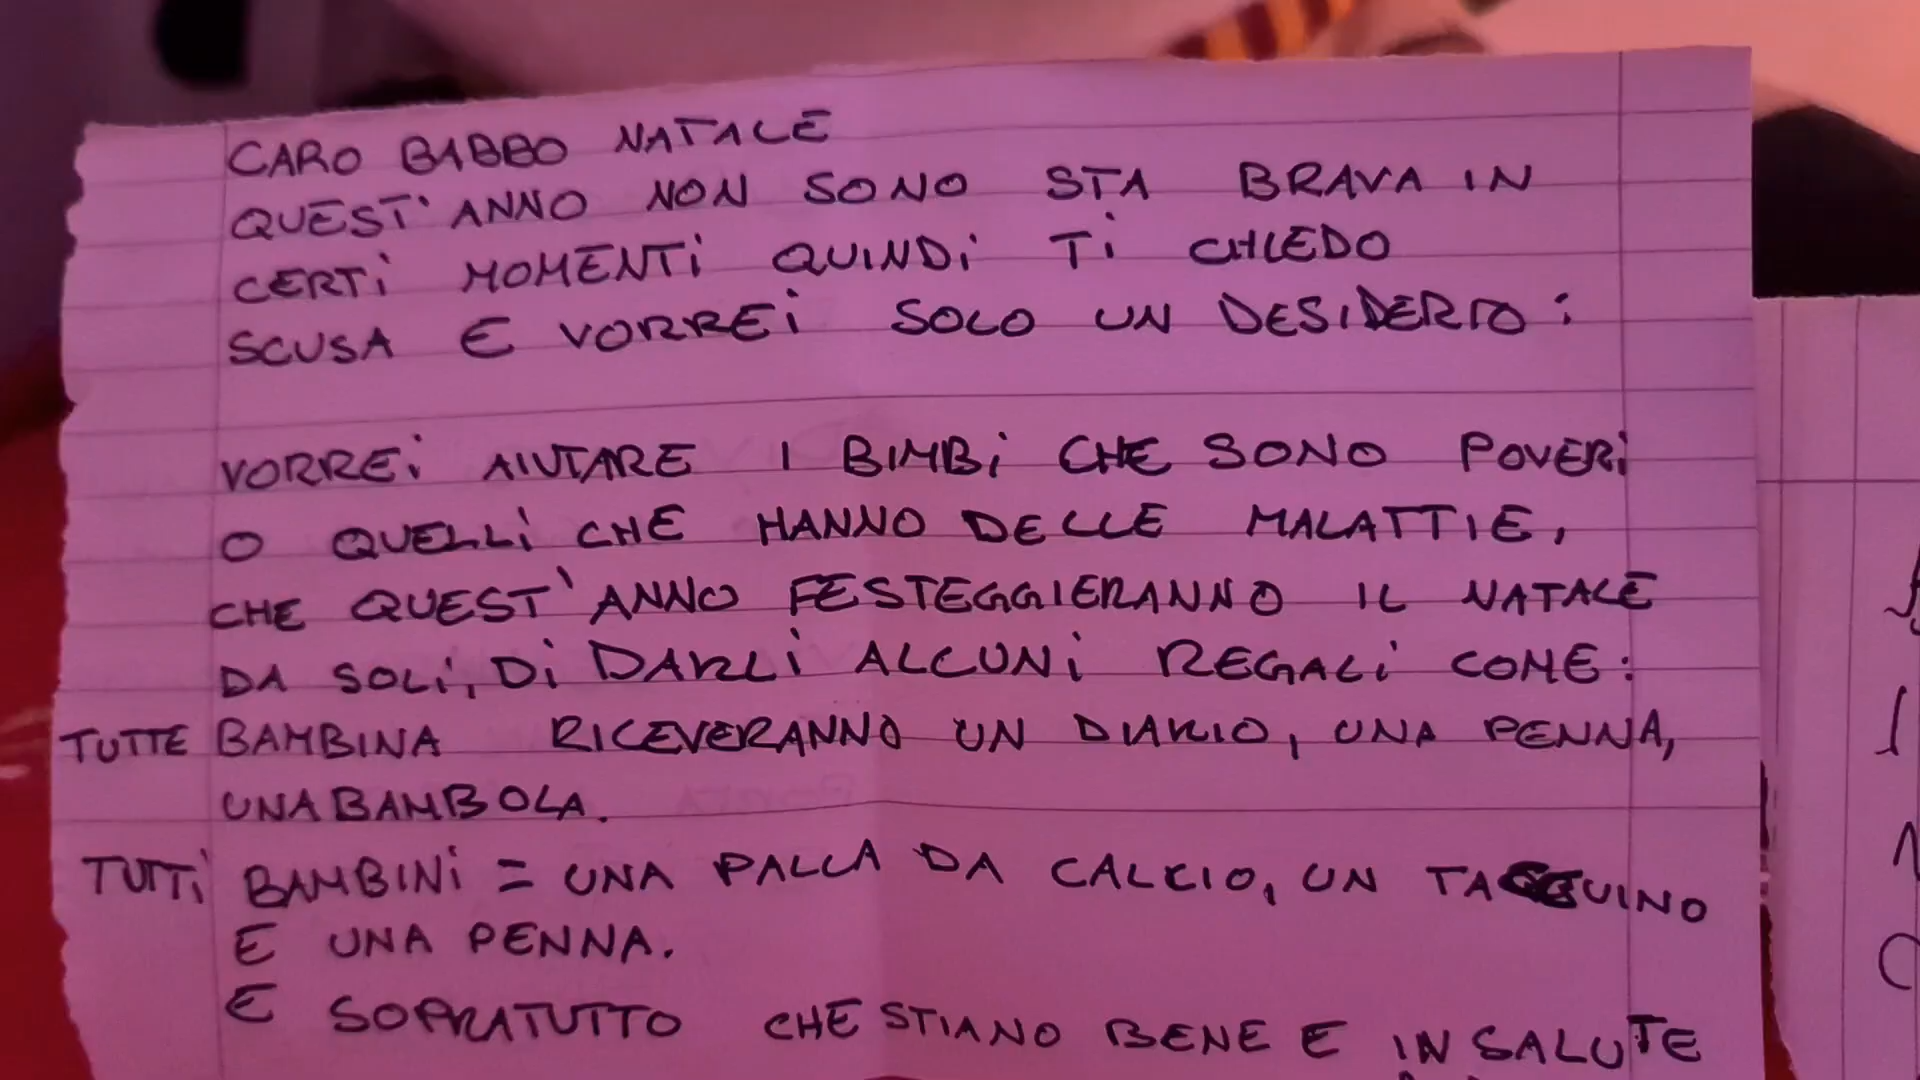 CARO BABBO NATALE
QUEST'ANNO NON SONO STA BRAVA IN
CERTI MOMENTI QUINDI TI CHIEDO
SCUSA E VORREI SOLO UN DESIDERIO:
VORREI AIUTARE I BIMBI CHE SONO POVERI
O QUELLI CHE HANNO DELLE MALATTIE,
CHE QUEST'ANNO FESTEGGIERANNO IL NATALE
DA SOLI, DI DARLI ALCUNI REGALI COME:
TUTTE BAMBINA RICEVERANNO UN DIARIO, UNA PENNA,
UNA BAMBOLA.
TUTTI BAMBINI = UNA PALLA DA CALCIO, UN TACCUINO
E UNA PENNA.
E SOPRATUTTO CHE STIANO BENE E IN SALUTE